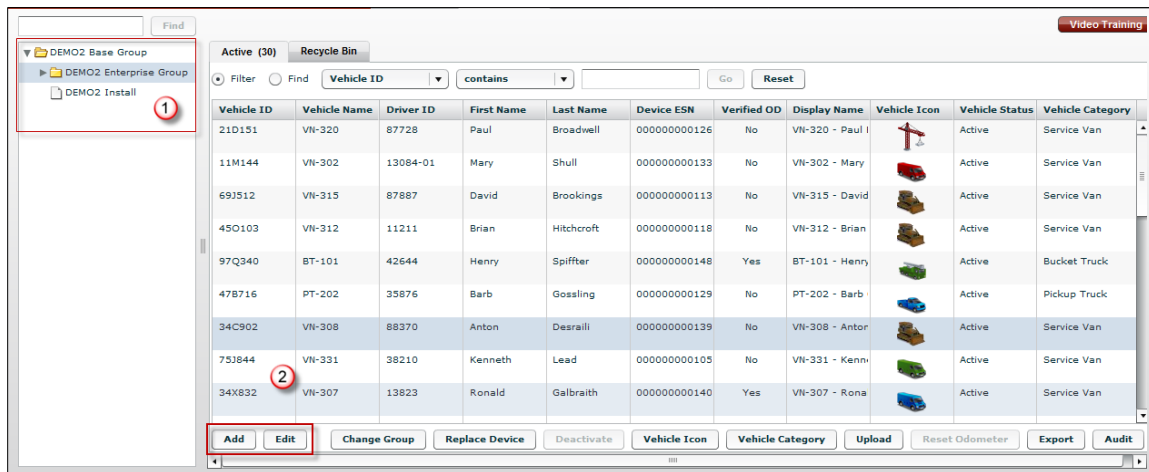 Find
Video Training
DEMO2 Base Group
DEMO2 Enterprise Group
DEMO2 Install
1
Active (30)
Recycle Bin
Filter
Find
Vehicle ID
contains
Go
Reset
Vehicle ID Vehicle Name Driver ID First Name Last Name Device ESN Verified OD Display Name Vehicle Icon Vehicle Status Vehicle Category
21D151 VN-320 87728 Paul Broadwell 000000000126 No VN-320 - Paul Active Service Van
11M144 VN-302 13084-01 Mary Shull 000000000133 No VN-302 - Mary Active Service Van
69J512 VN-315 87887 David Brookings 000000000113 No VN-315 - David Active Service Van
45O103 VN-312 11211 Brian Hitchcroft 000000000118 No VN-312 - Brian Active Service Van
97Q340 BT-101 42644 Henry Spiffter 000000000148 Yes BT-101 - Henry Active Bucket Truck
47B716 PT-202 35876 Barb Gossling 000000000129 No PT-202 - Barb Active Pickup Truck
34C902 VN-308 88370 Anton Desraili 000000000139 No VN-308 - Anton Active Service Van
75J844 VN-331 38210 Kenneth Lead 000000000105 No VN-331 - Kenn Active Service Van
2
34X832 VN-307 13823 Ronald Galbraith 000000000140 Yes VN-307 - Rona Active Service Van
Add Edit Change Group Replace Device Deactivate Vehicle Icon Vehicle Category Upload Reset Odometer Export Audit